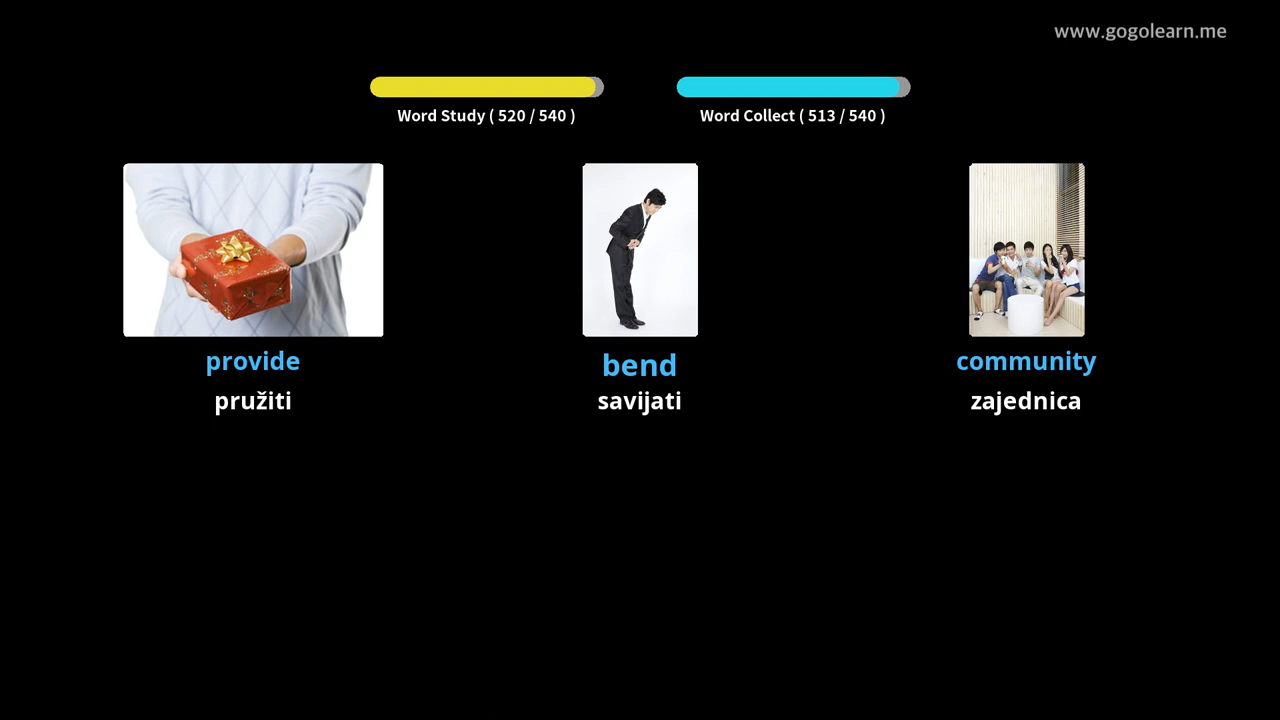 www.gogolearn.me
Word Study ( 520 / 540 )
Word Collect ( 513 / 540 )
provide
pružiti
bend
savijati
community
zajednica